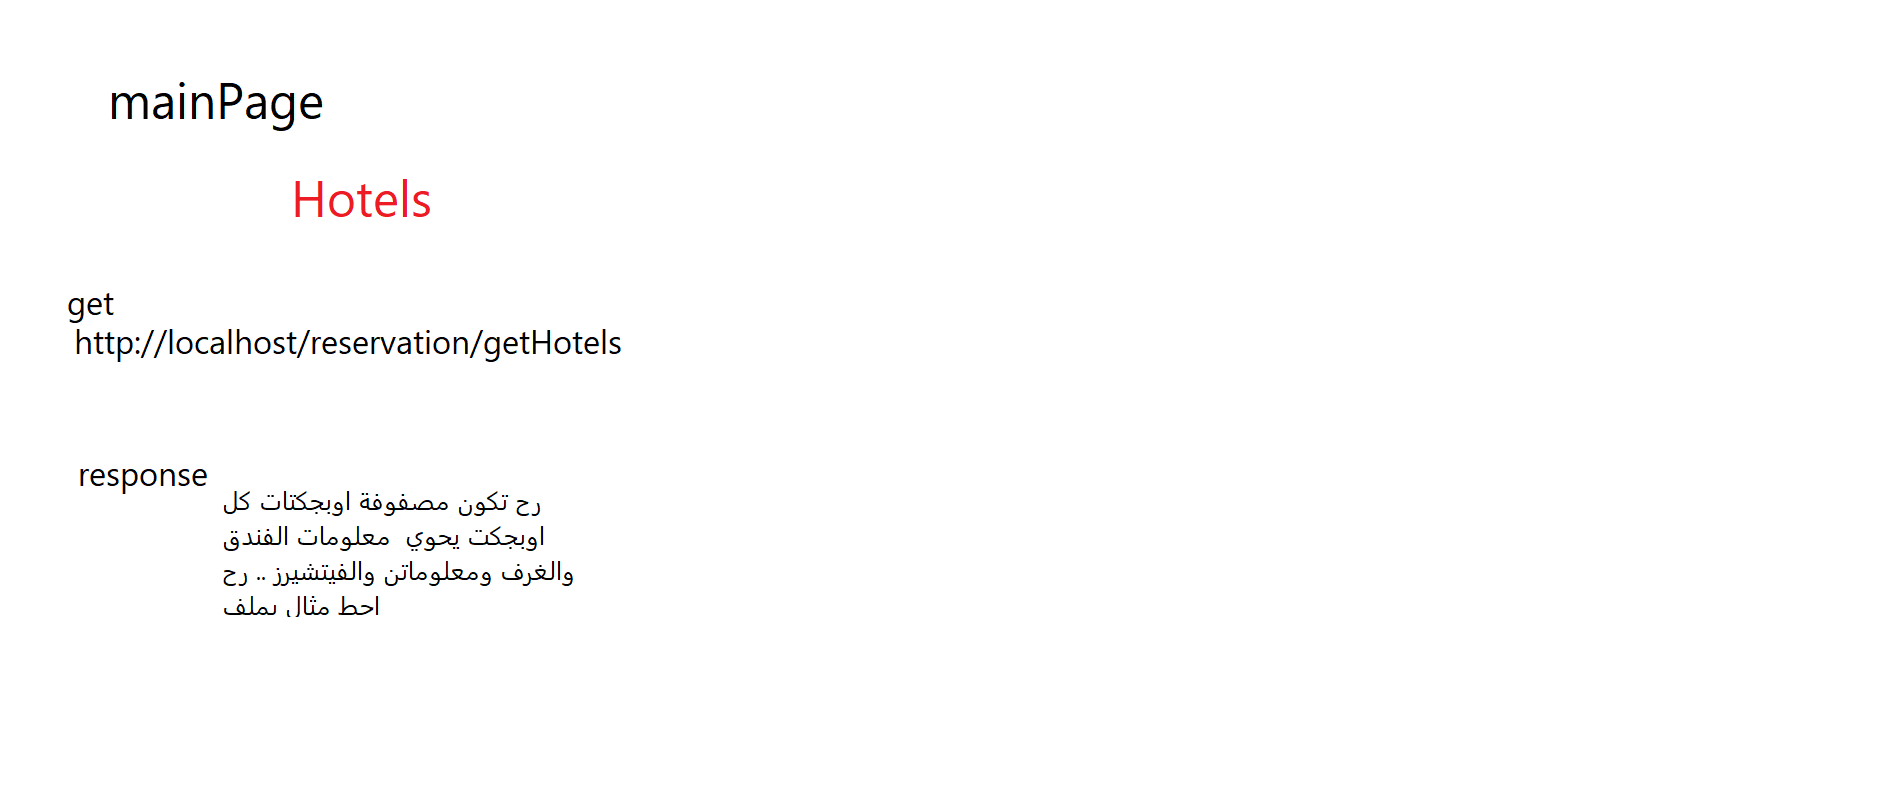 mainPage
Hotels
get
http://localhost/reservation/getHotels
response
رح تكون مصفوفة اوبجكتات كل
اوبجكت يحوي معلومات الفندق
والغرف ومعلوماتن والفيتشيرز .. رح
احط مثال بملف